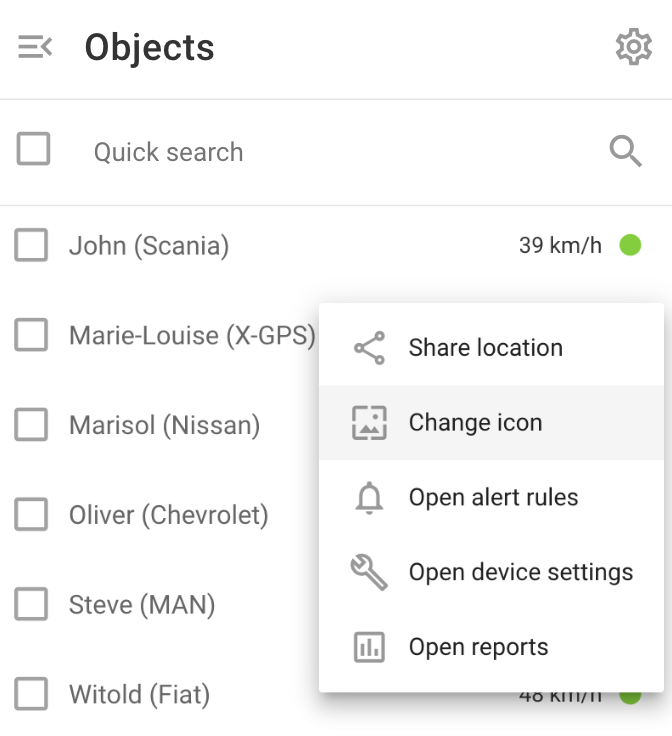 Objects
Quick search
John (Scania) 39 km/h
Marie-Louise (X-GPS)
Share location
Marisol (Nissan)
Change icon
Oliver (Chevrolet)
Open alert rules
Steve (MAN)
Open device settings
Open reports
Witold (Fiat) 48 km/h